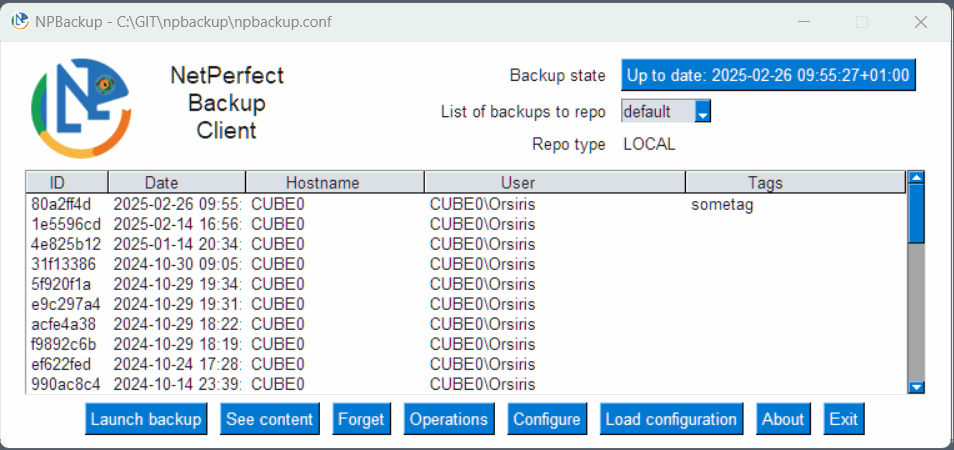 NPBackup - C:\GIT\npbackup\npbackup.conf
NetPerfect
Backup
Client
Backup state Up to date: 2025-02-26 09:55:27+01:00
List of backups to repo default
Repo type LOCAL
ID Date Hostname User Tags
80a2ff4d 2025-02-26 09:55: CUBE0 CUBE0\Orsiris sometag
1e5596cd 2025-02-14 16:56: CUBE0 CUBE0\Orsiris
4e825b12 2025-01-14 20:34: CUBE0 CUBE0\Orsiris
31f13386 2024-10-30 09:05: CUBE0 CUBE0\Orsiris
5f920f1a 2024-10-29 19:34: CUBE0 CUBE0\Orsiris
e9c297a4 2024-10-29 19:31: CUBE0 CUBE0\Orsiris
acfe4a38 2024-10-29 18:22: CUBE0 CUBE0\Orsiris
f9892c6b 2024-10-29 18:19: CUBE0 CUBE0\Orsiris
ef622fed 2024-10-24 17:28: CUBE0 CUBE0\Orsiris
990ac8c4 2024-10-14 23:39: CUBE0 CUBE0\Orsiris
Launch backup See content Forget Operations Configure Load configuration About Exit